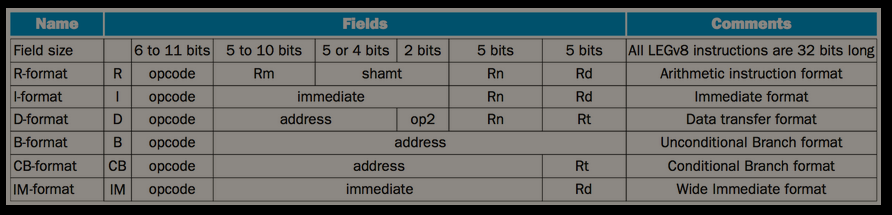 Name Fields Comments
Field size 6 to 11 bits 5 to 10 bits 5 or 4 bits 2 bits 5 bits 5 bits All LEGv8 instructions are 32 bits long
R-format R opcode Rm shamt Rn Rd Arithmetic instruction format
I-format I opcode immediate Rn Rd Immediate format
D-format D opcode address op2 Rn Rt Data transfer format
B-format B opcode address Unconditional Branch format
CB-format CB opcode address Rt Conditional Branch format
IM-format IM opcode immediate Rd Wide Immediate format